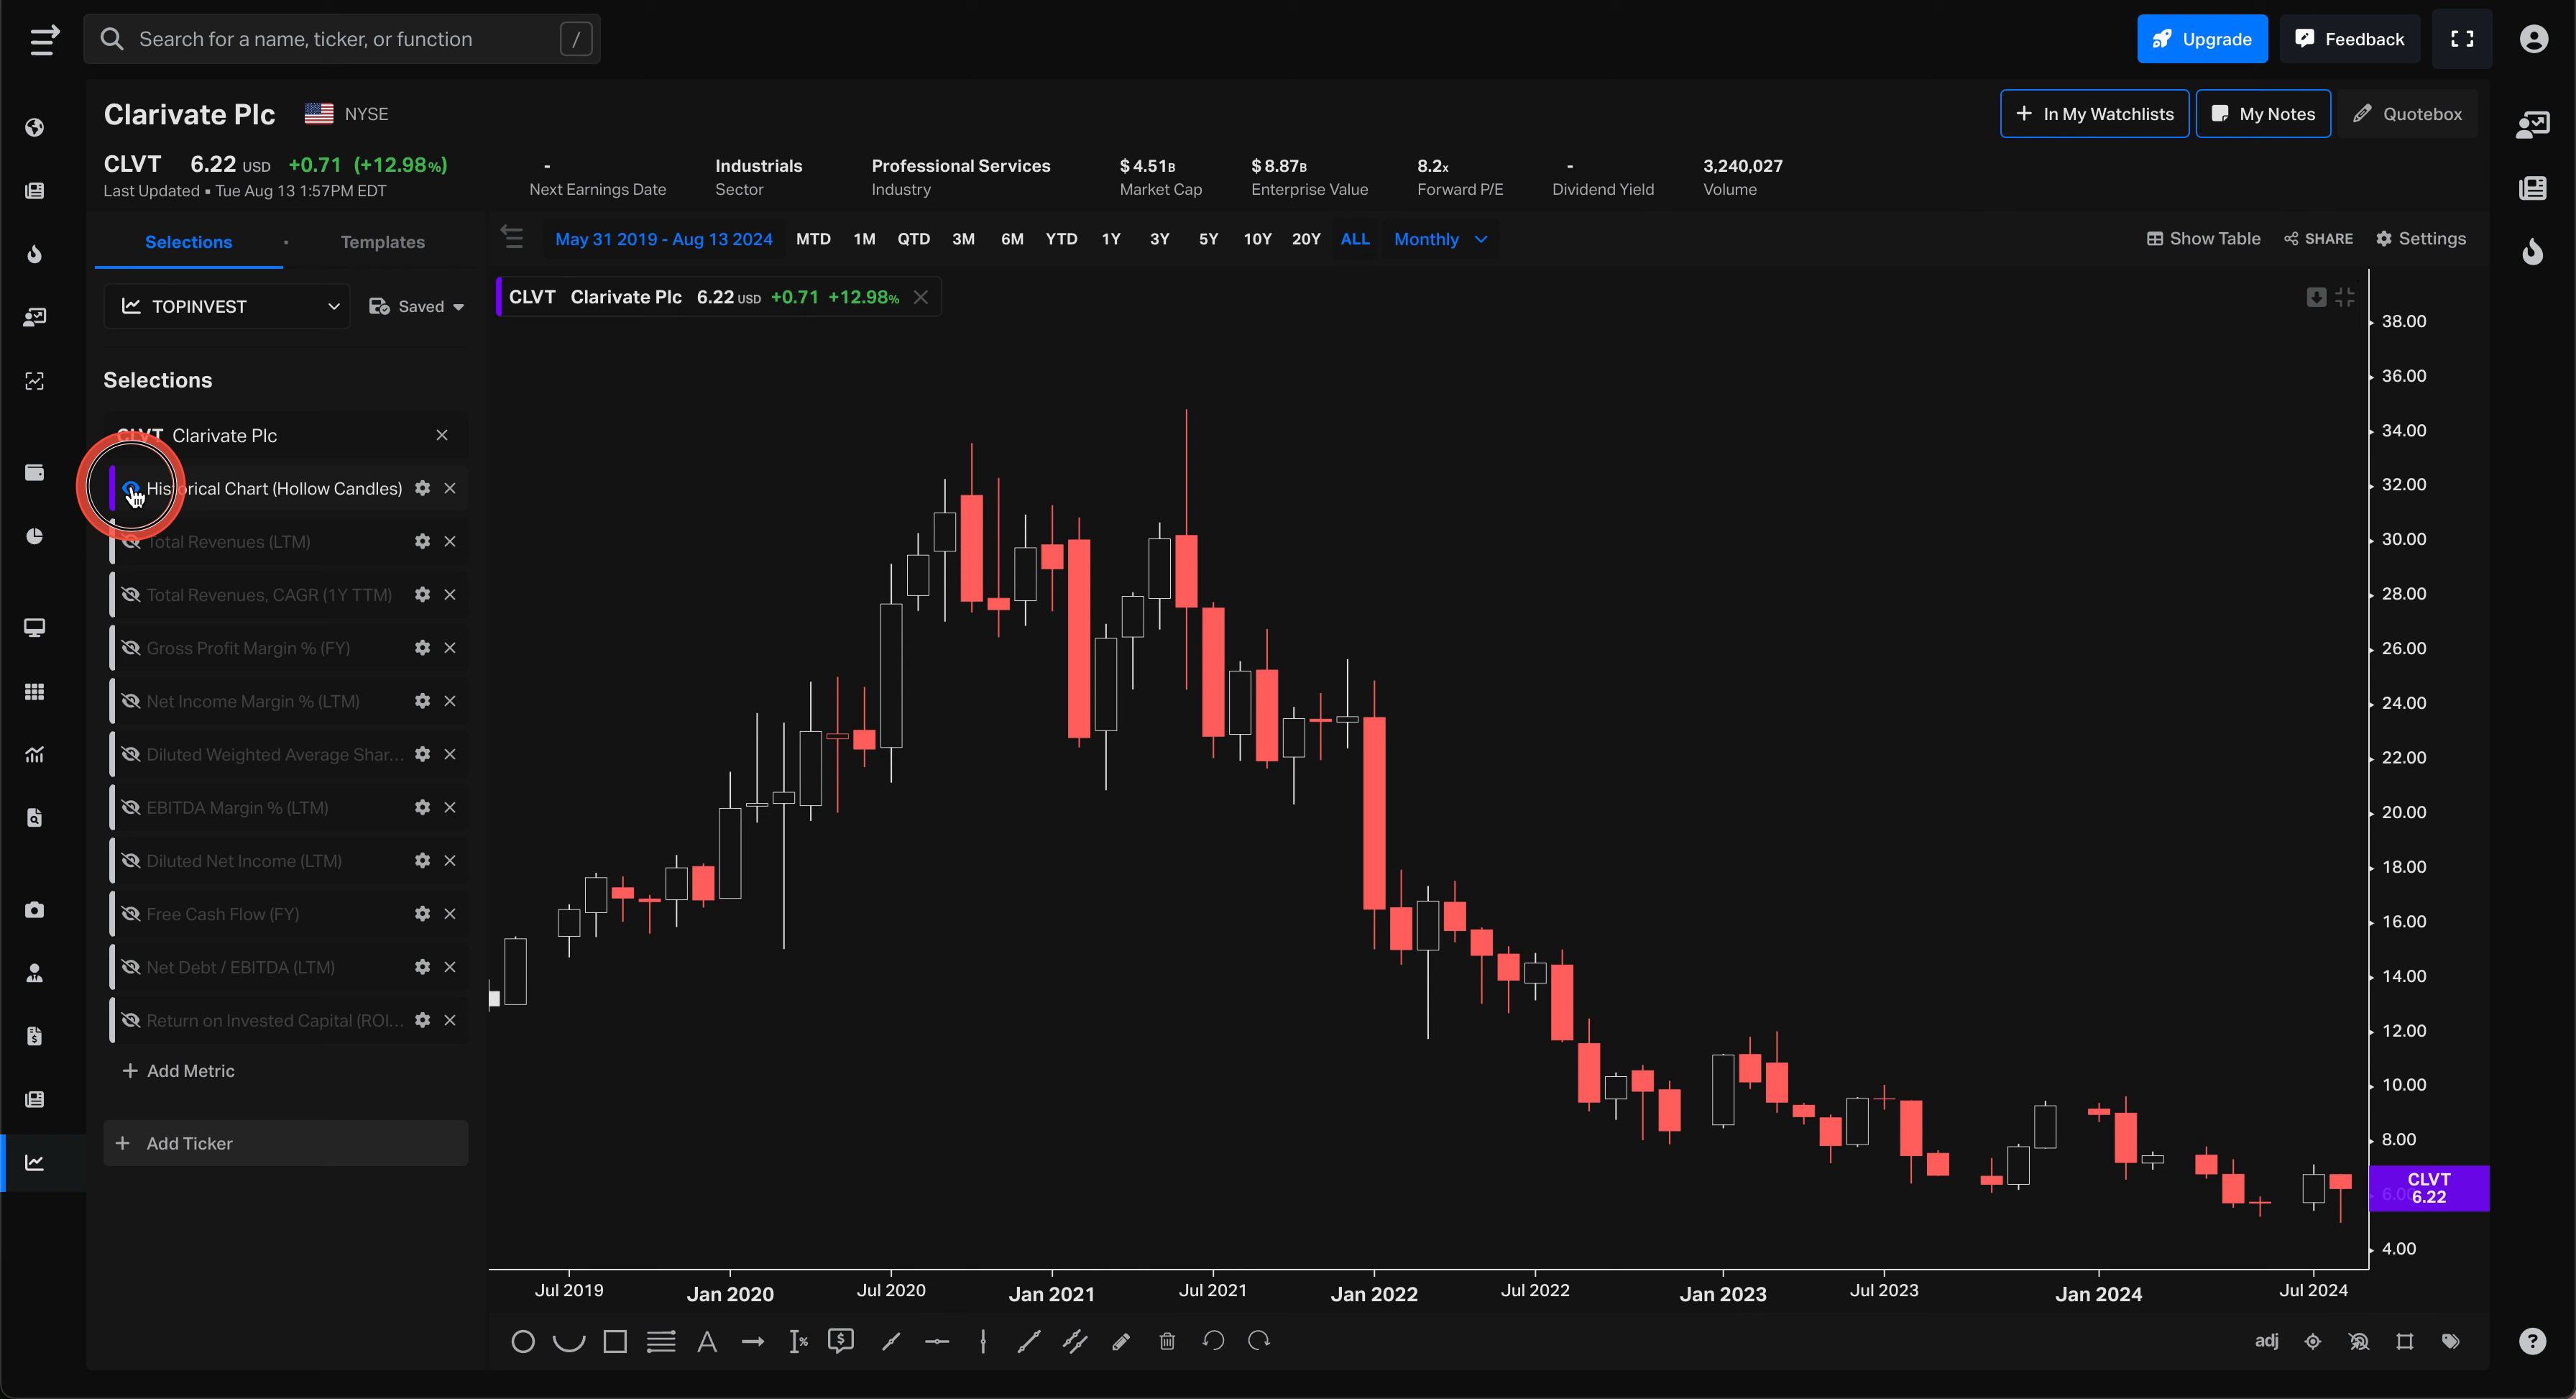 Search for a name, ticker, or function /
Upgrade
Feedback
Clarivate Plc NYSE
In My Watchlists
My Notes
Quotebox
CLVT 6.22 USD +0.71 (+12.98%)
Last Updated ▪ Tue Aug 13 1:57PM EDT
-
Next Earnings Date
Industrials
Sector
Professional Services
Industry
$4.51B
Market Cap
$8.87B
Enterprise Value
8.2x
Forward P/E
-
Dividend Yield
3,240,027
Volume
Selections
Templates
May 31 2019 - Aug 13 2024 MTD 1M QTD 3M 6M YTD 1Y 3Y 5Y 10Y 20Y ALL Monthly
Show Table
SHARE
Settings
TOPINVEST
Saved
CLVT Clarivate Plc 6.22 USD +0.71 +12.98%
Selections
CLVT Clarivate Plc
Historical Chart (Hollow Candles)
Total Revenues (LTM)
Total Revenues, CAGR (1Y TTM)
Gross Profit Margin % (FY)
Net Income Margin % (LTM)
Diluted Weighted Average Shar...
EBITDA Margin % (LTM)
Diluted Net Income (LTM)
Free Cash Flow (FY)
Net Debt / EBITDA (LTM)
Return on Invested Capital (ROI...
Add Metric
Add Ticker
38.00
36.00
34.00
32.00
30.00
28.00
26.00
24.00
22.00
20.00
18.00
16.00
14.00
12.00
10.00
8.00
CLVT
6.00
6.22
4.00
Jul 2019 Jan 2020 Jul 2020 Jan 2021 Jul 2021 Jan 2022 Jul 2022 Jan 2023 Jul 2023 Jan 2024 Jul 2024
A
adj
?